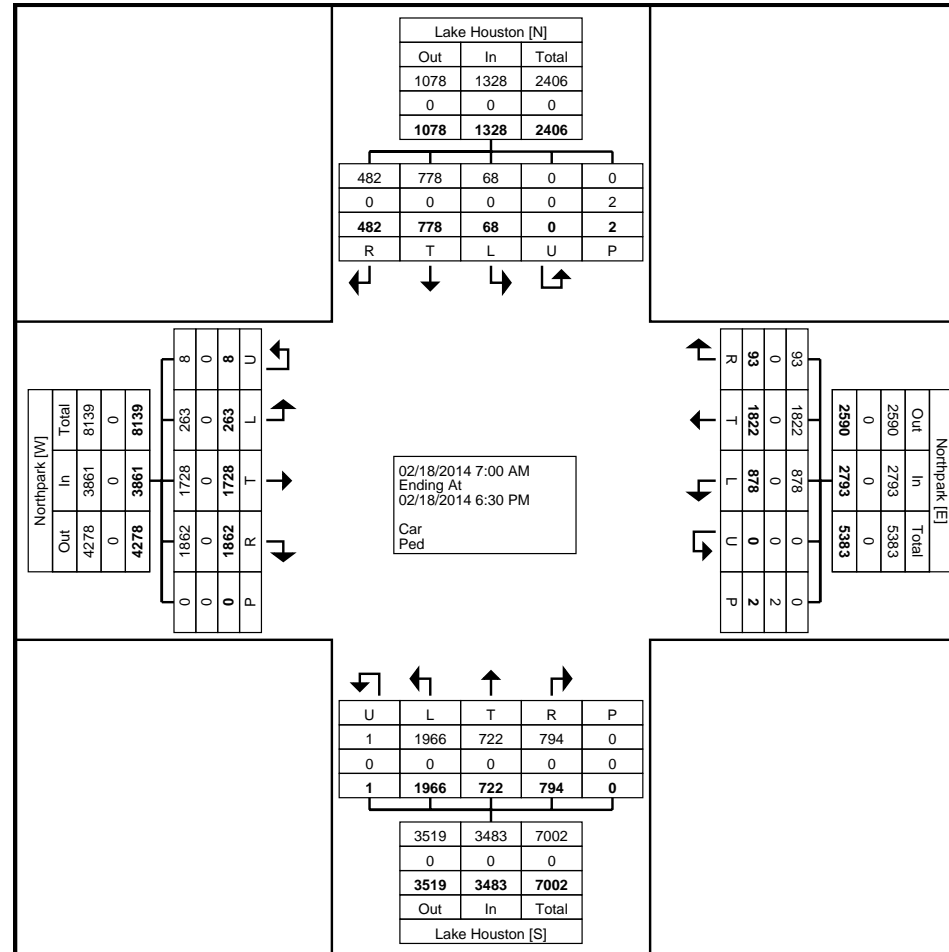 Lake Houston [N]
Out In Total
1078 1328 2406
0 0 0
1078 1328 2406
482 778 68 0 0
0 0 0 0 2
482 778 68 0 2
R T L U P
Northpark [W]
Total In Out
8139 3861 4278
0 0 0
8139 3861 4278
8 263 1728 1862 0
0 0 0 0 0
8 263 1728 1862 0
U L T R P
02/18/2014 7:00 AM
Ending At
02/18/2014 6:30 PM
Car
Ped
R T L U P
93 1822 878 0 2
0 0 0 0 2
93 1822 878 0 0
2590 2793 5383
0 0 0
2590 2793 5383
Out In Total
Northpark [E]
U L T R P
1 1966 722 794 0
0 0 0 0 0
1 1966 722 794 0
3519 3483 7002
0 0 0
3519 3483 7002
Out In Total
Lake Houston [S]